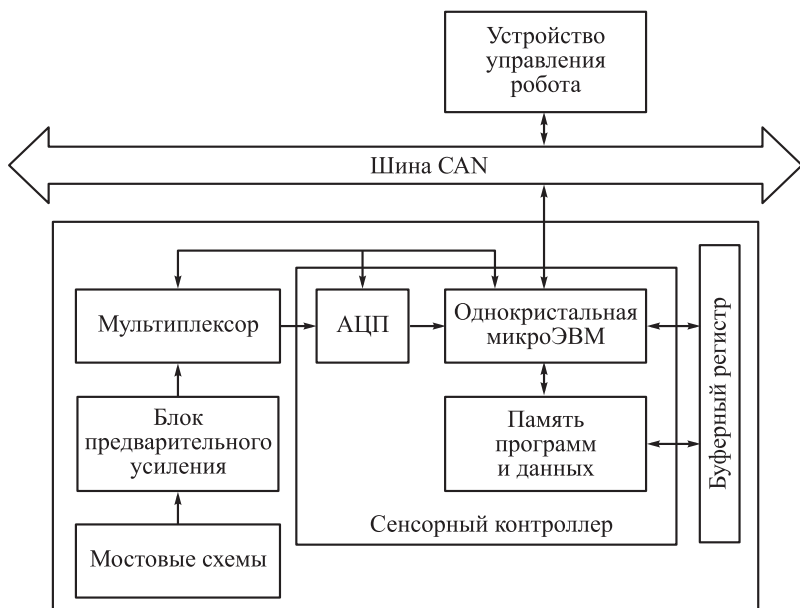 Устройство
управления
робота
Шина CAN
Мультиплексор
АЦП
Однокристальная
микроЭВМ
Буферный регистр
Блок
предварительного
усиления
Память
программ
и данных
Сенсорный контроллер
Мостовые схемы